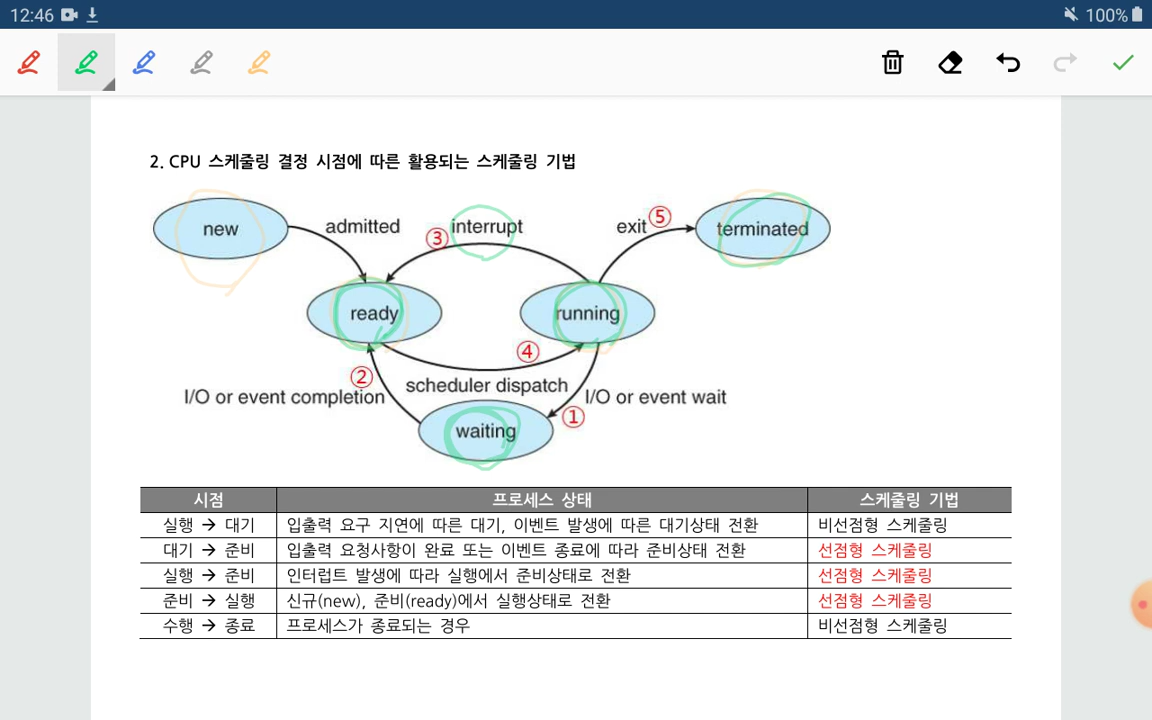 12:46 100%
2. CPU 스케줄링 결정 시점에 따른 활용되는 스케줄링 기법
new admitted ③ interrupt exit ⑤ terminated
ready running
④
② scheduler dispatch
I/O or event completion I/O or event wait
waiting ①
시점 프로세스 상태 스케줄링 기법
실행 → 대기 입출력 요구 지연에 따른 대기, 이벤트 발생에 따른 대기상태 전환 비선점형 스케줄링
대기 → 준비 입출력 요청사항이 완료 또는 이벤트 종료에 따라 준비상태 전환 선점형 스케줄링
실행 → 준비 인터럽트 발생에 따라 실행에서 준비상태로 전환 선점형 스케줄링
준비 → 실행 신규(new), 준비(ready)에서 실행상태로 전환 선점형 스케줄링
수행 → 종료 프로세스가 종료되는 경우 비선점형 스케줄링